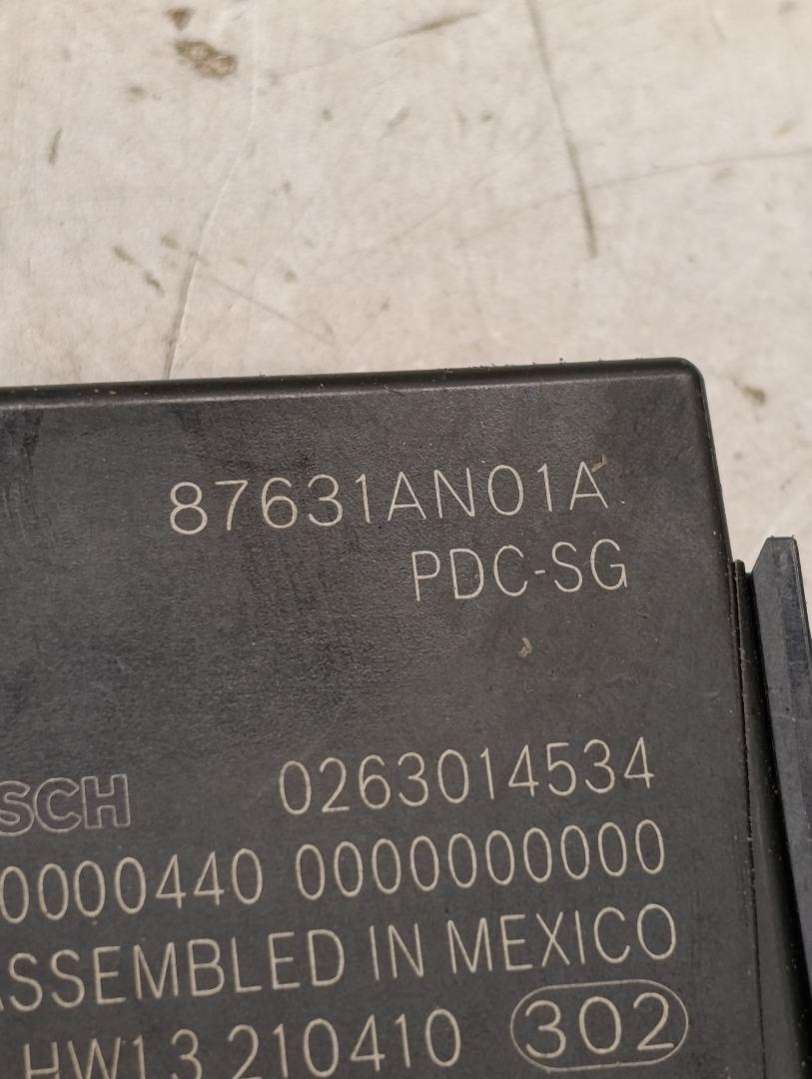 87631AN01A
PDC-SG
SCH 0263014534
0000440 0000000000
ASSEMBLED IN MEXICO
HW1.3 210410 302